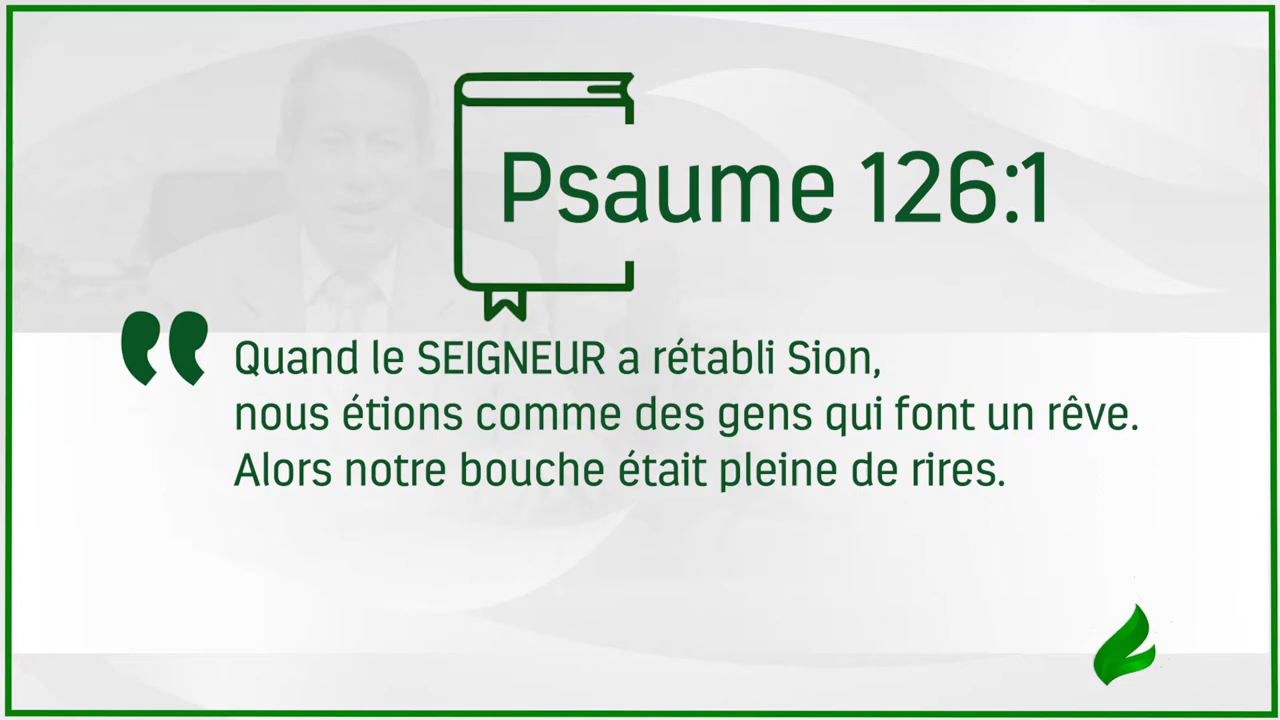 Psaume 126:1
Quand le SEIGNEUR a rétabli Sion,
nous étions comme des gens qui font un rêve.
Alors notre bouche était pleine de rires.